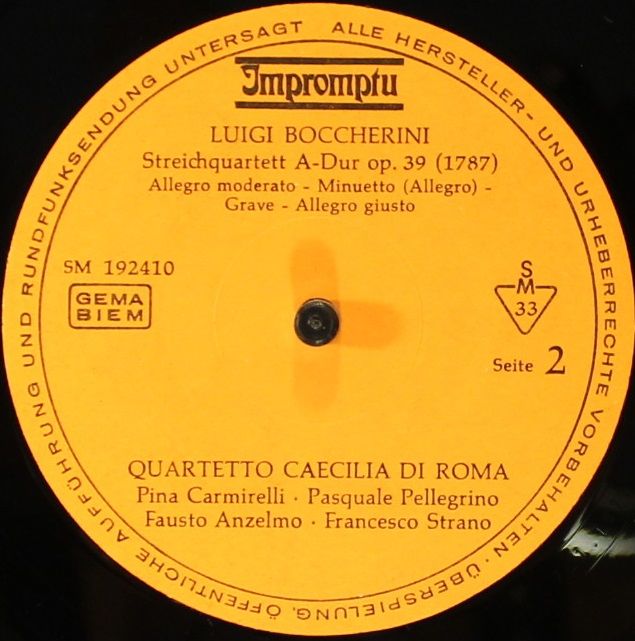 ALLE HERSTELLER- UND URHEBERRECHTE VORBEHALTEN · ÜBERSPIELUNG, ÖFFENTLICHE AUFFÜHRUNG UND RUNDFUNKSENDUNG UNTERSAGT
Impromptu
LUIGI BOCCHERINI
Streichquartett A-Dur op. 39 (1787)
Allegro moderato - Minuetto (Allegro) -
Grave - Allegro giusto
SM 192410
GEMA
BIEM
S
M
33
Seite 2
QUARTETTO CAECILIA DI ROMA
Pina Carmirelli · Pasquale Pellegrino
Fausto Anzelmo · Francesco Strano